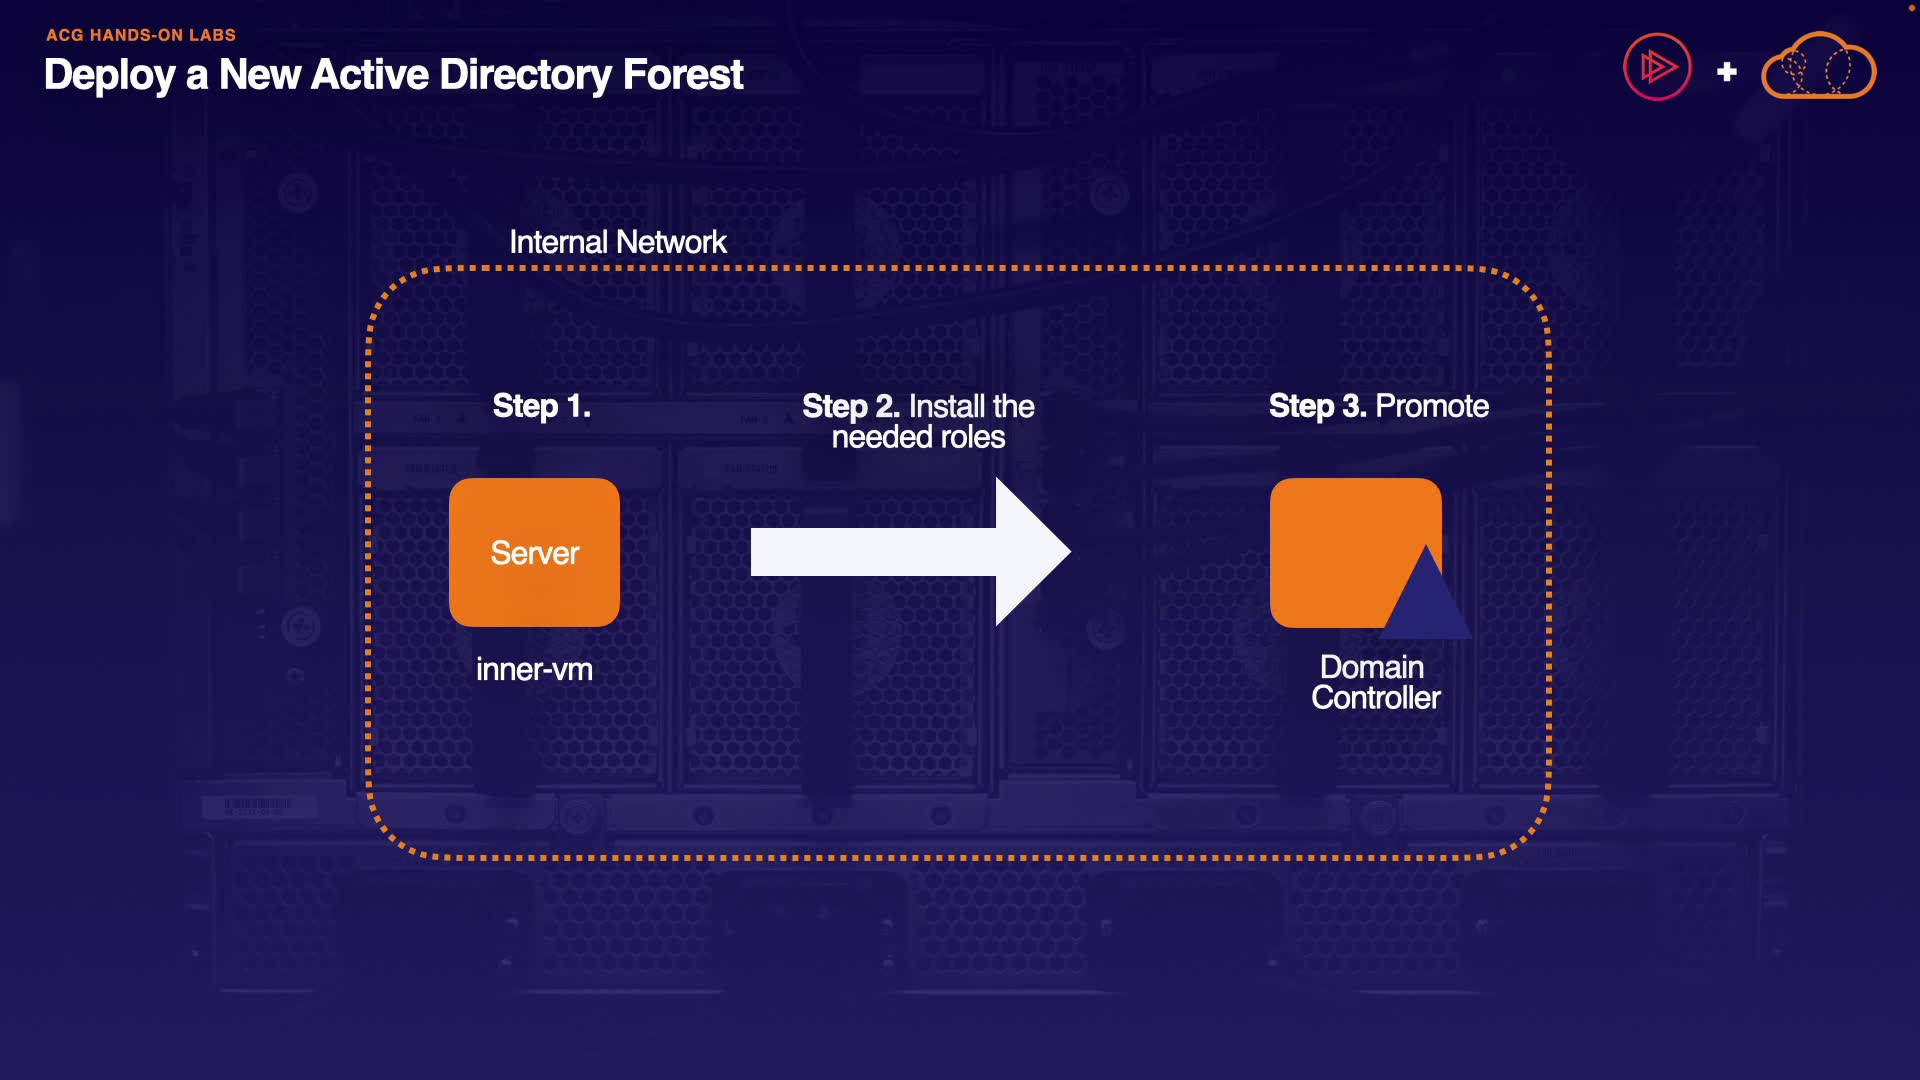 ACG HANDS-ON LABS
Deploy a New Active Directory Forest
Internal Network
Step 1.
Step 2. Install the
needed roles
Step 3. Promote
Server
inner-vm
Domain
Controller